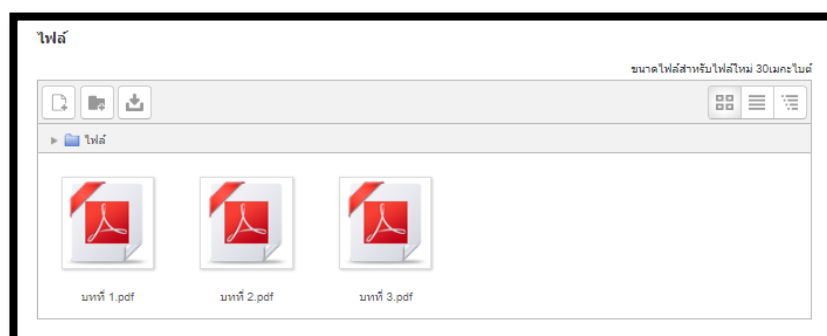 ไฟล์
ขนาดไฟล์สำหรับไฟล์ใหม่ 30เมกะไบต์
ไฟล์
บทที่ 1.pdf
บทที่ 2.pdf
บทที่ 3.pdf